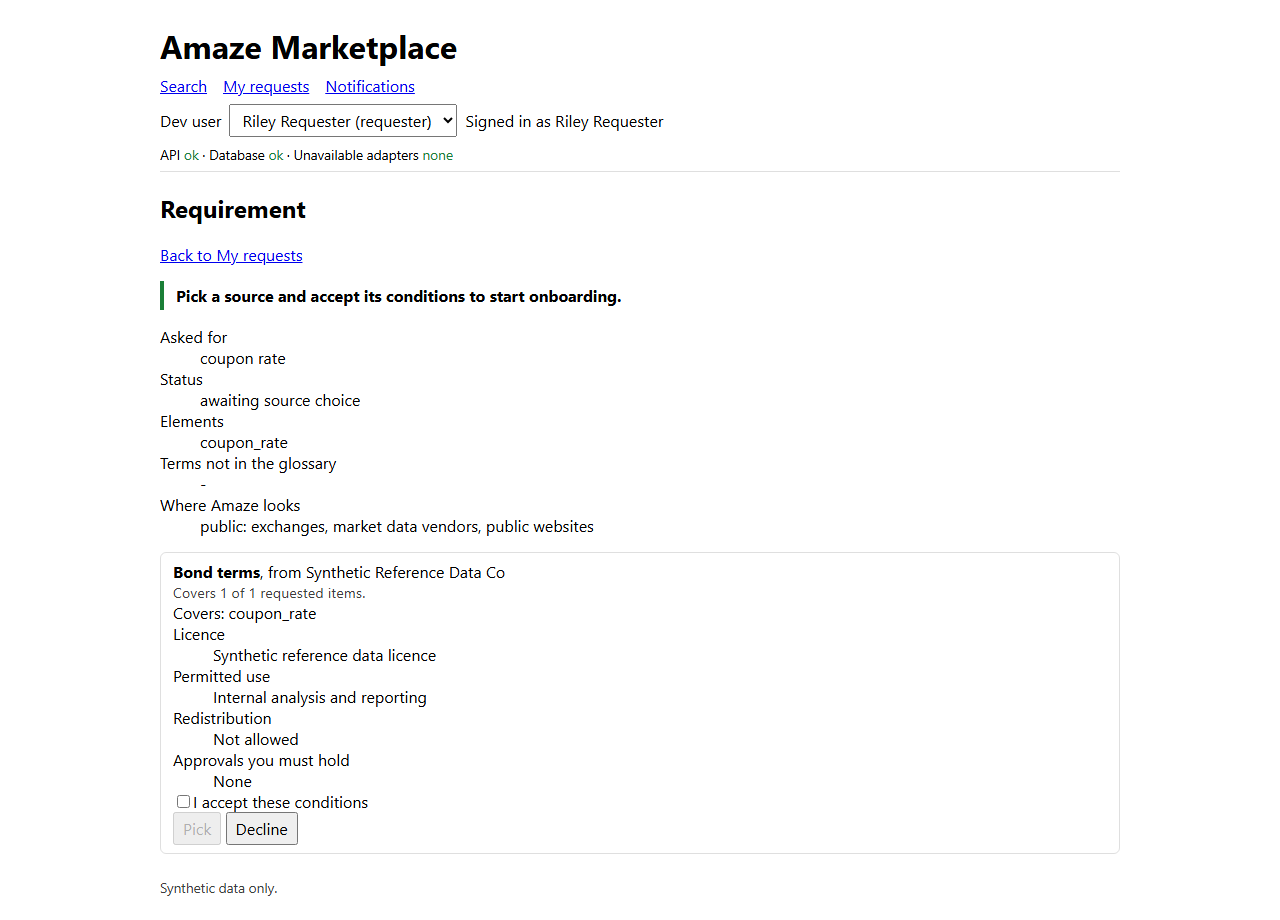 Amaze Marketplace
Search My requests Notifications
Dev user Riley Requester (requester) Signed in as Riley Requester
API ok · Database ok · Unavailable adapters none
Requirement
Back to My requests
Pick a source and accept its conditions to start onboarding.
Asked for
coupon rate
Status
awaiting source choice
Elements
coupon_rate
Terms not in the glossary
-
Where Amaze looks
public: exchanges, market data vendors, public websites
Bond terms, from Synthetic Reference Data Co
Covers 1 of 1 requested items.
Covers: coupon_rate
Licence
Synthetic reference data licence
Permitted use
Internal analysis and reporting
Redistribution
Not allowed
Approvals you must hold
None
I accept these conditions
Pick Decline
Synthetic data only.